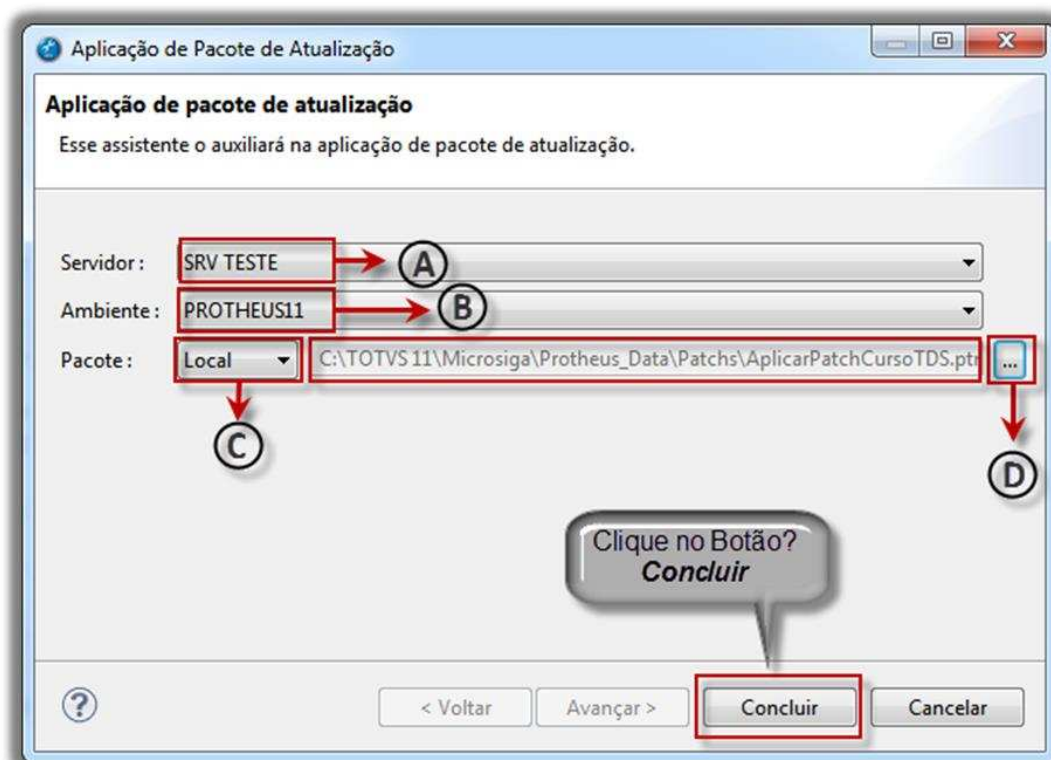 Aplicação de Pacote de Atualização
Aplicação de pacote de atualização
Esse assistente o auxiliará na aplicação de pacote de atualização.
Servidor : SRV TESTE A
Ambiente : PROTHEUS11 B
Pacote : Local C:\TOTVS 11\Microsiga\Protheus_Data\Patchs\AplicarPatchCursoTDS.ptm ...
C
D
Clique no Botão?
Concluir
? < Voltar Avançar > Concluir Cancelar